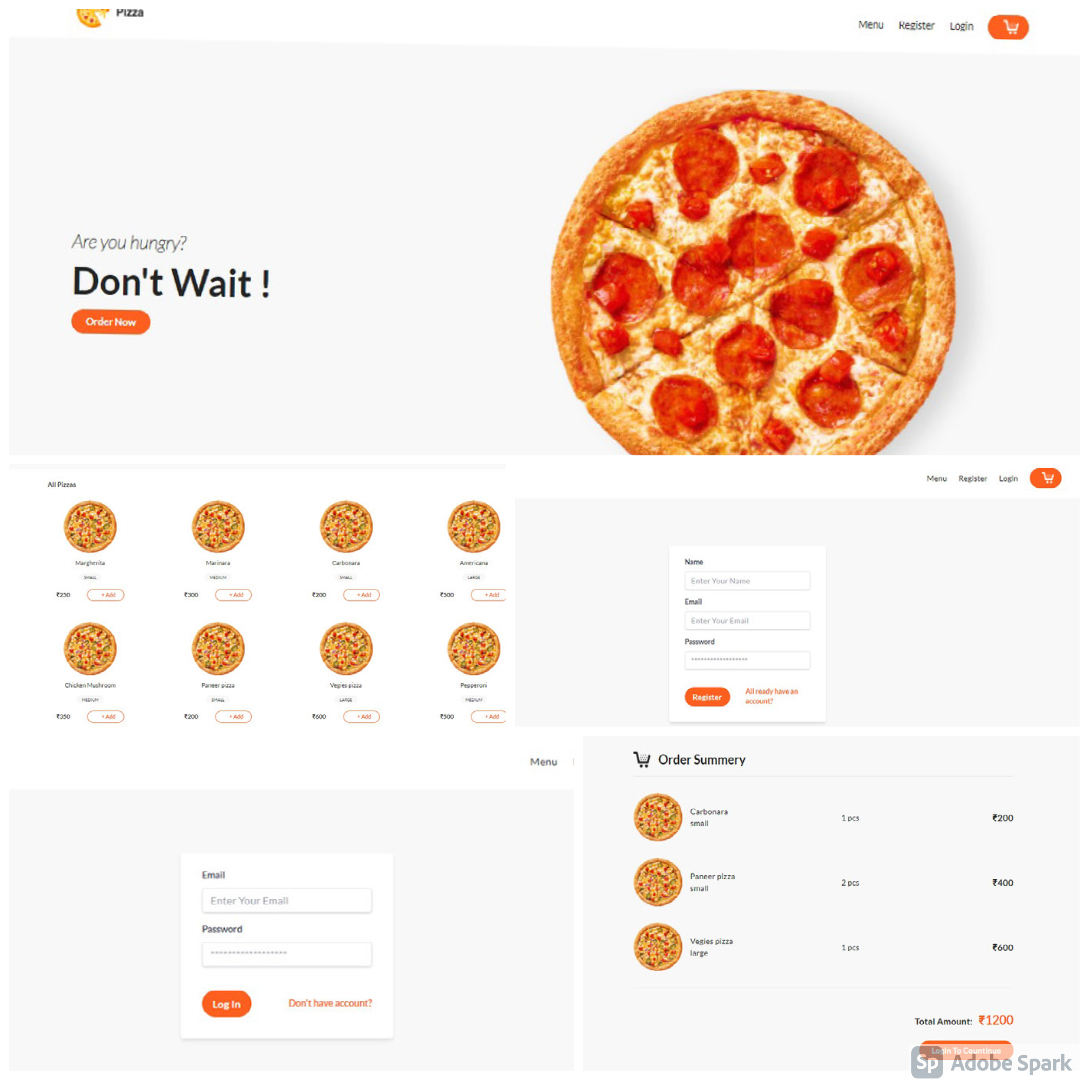 Pizza
Menu Register Login
Are you hungry?
Don't Wait !
Order Now
All Pizzas
Margherita
SMALL
₹250 + Add
Marinara
MEDIUM
₹300 + Add
Carbonara
SMALL
₹200 + Add
Americana
LARGE
₹500 + Add
Chicken Mushroom
MEDIUM
₹350 + Add
Paneer pizza
SMALL
₹200 + Add
Vegies pizza
LARGE
₹600 + Add
Pepperoni
MEDIUM
₹500 + Add
Menu Register Login
Name
Enter Your Name
Email
Enter Your Email
Password
******************
Register
All ready have an
account?
Menu
Email
Enter Your Email
Password
******************
Log In
Don't have account?
Order Summery
Carbonara
small
1 pcs
₹200
Paneer pizza
small
2 pcs
₹400
Vegies pizza
large
1 pcs
₹600
Total Amount: ₹1200
Login To Countinue
Sp Adobe Spark